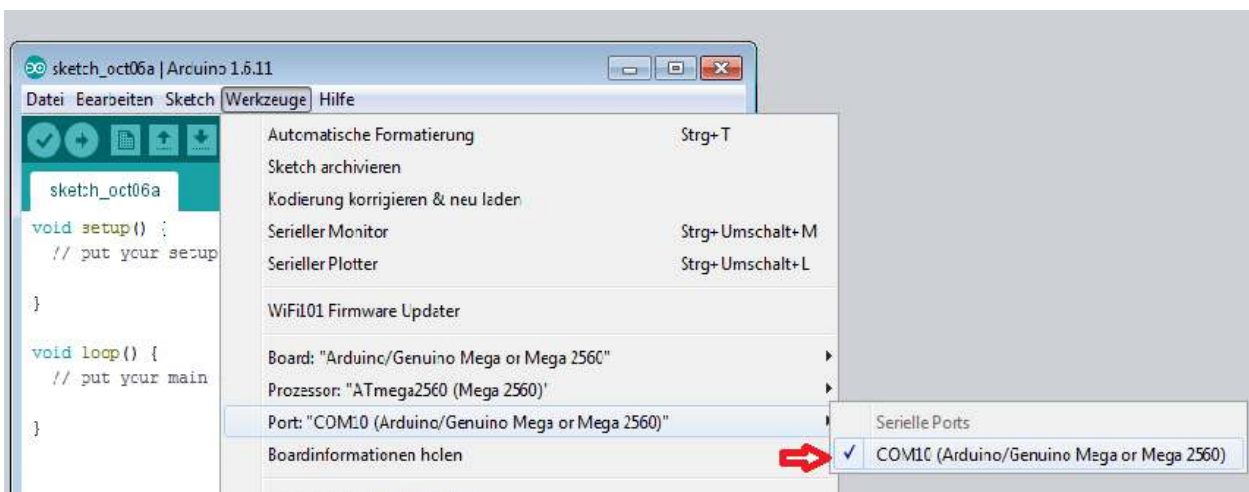 sketch_oct06a | Arduino 1.6.11
Datei Bearbeiten Sketch Werkzeuge Hilfe
sketch_oct06a
void setup() {
// put your setup
}
void loop() {
// put your main
}
Automatische Formatierung Strg+T
Sketch archivieren
Kodierung korrigieren & neu laden
Serieller Monitor Strg+Umschalt+M
Serieller Plotter Strg+Umschalt+L
WiFi101 Firmware Updater
Board: "Arduino/Genuino Mega or Mega 2560"
Prozessor: "ATmega2560 (Mega 2560)"
Port: "COM10 (Arduino/Genuino Mega or Mega 2560)"
Boardinformationen holen
Serielle Ports
COM10 (Arduino/Genuino Mega or Mega 2560)